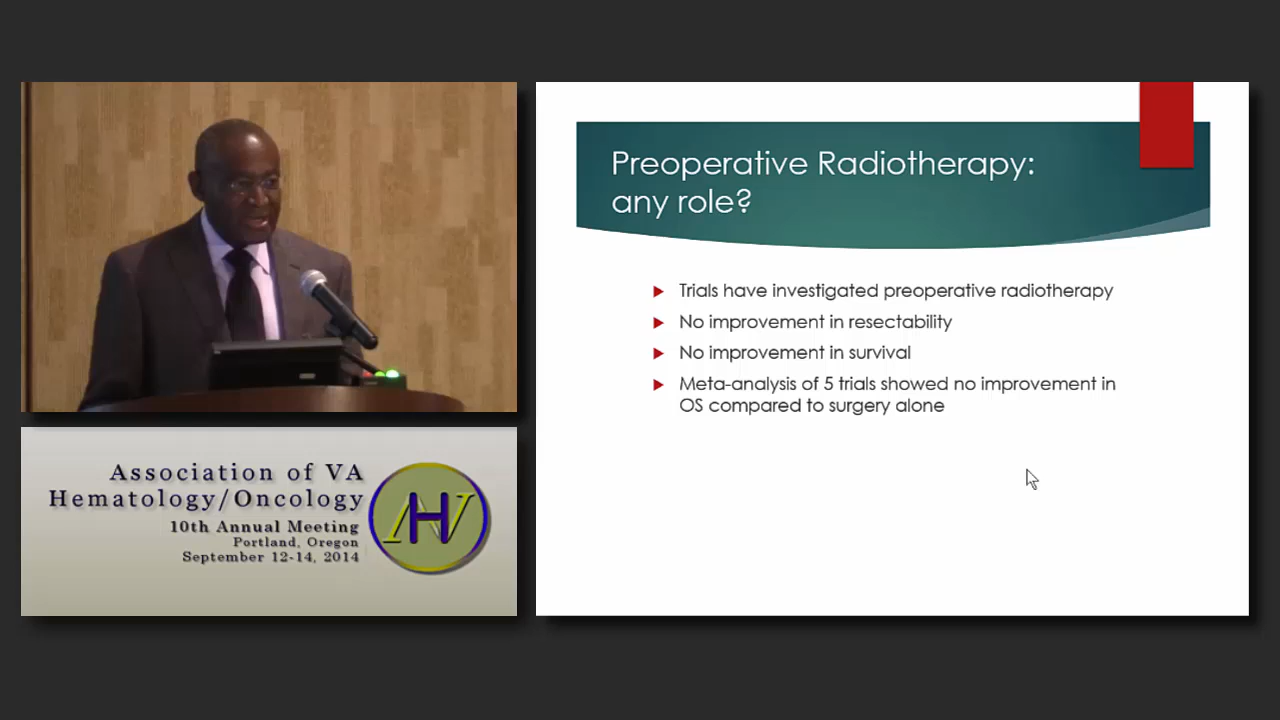 Preoperative Radiotherapy:
any role?
Trials have investigated preoperative radiotherapy
No improvement in resectability
No improvement in survival
Meta-analysis of 5 trials showed no improvement in
OS compared to surgery alone
Association of VA
Hematology/Oncology
10th Annual Meeting
Portland, Oregon
September 12-14, 2014
AHV